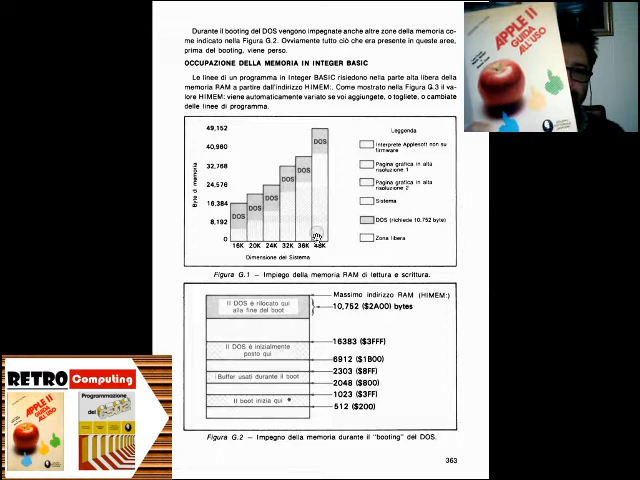 Durante il booting del DOS vengono impegnate anche altre zone della memoria co-
me indicato nella Figura G.2. Ovviamente tutto ciò che era presente in queste aree,
prima del booting, viene perso.
OCCUPAZIONE DELLA MEMORIA IN INTEGER BASIC
Le linee di un programma in Integer BASIC risiedono nella parte alta libera della
memoria RAM a partire dall'indirizzo HIMEM:. Come mostrato nella Figura G.3 il va-
lore HIMEM: viene automaticamente variato se voi aggiungete, o togliete, o cambiate
delle linee di programma.
Byte di memoria
49,152
40,960
32,768
24,576
16,384
8,192
0
DOS
DOS
DOS
DOS
DOS
DOS
16K
20K
24K
32K
36K
48K
Dimensione del Sistema
Leggenda
Interprete Applesoft non su
firmware
Pagina grafica in alta
risoluzione 1
Pagina grafica in alta
risoluzione 2
Sistema
DOS (richiede 10.752 byte)
Zona libera
Figura G.1 — Impiego della memoria RAM di lettura e scrittura.
Il DOS è rilocato qui
alla fine del boot
Il DOS è inizialmente
posto qui
Buffer usati durante il boot
Il boot inizia qui
Massimo indirizzo RAM (HIMEM:)
10,752 ($2A00) bytes
16383 ($3FFF)
6912 ($1B00)
2303 ($8FF)
2048 ($800)
1023 ($3FF)
512 ($200)
Figura G.2 — Impegno della memoria durante il "booting" del DOS.
363
APPLE II
GUIDA
ALL'USO
RETRO Computing
APPLE II
GUIDA
ALL'USO
Programmazione
del